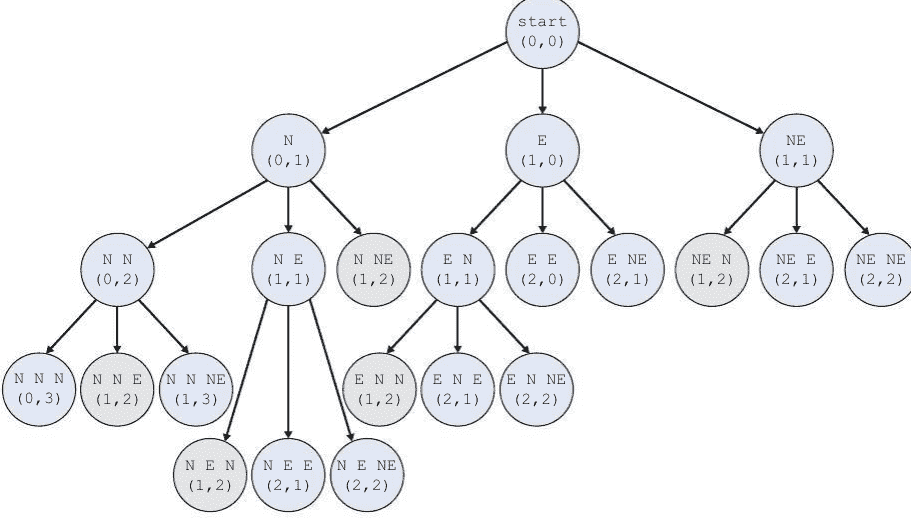 start
(0,0)
N
(0,1)
E
(1,0)
NE
(1,1)
N N
(0,2)
N E
(1,1)
N NE
(1,2)
E N
(1,1)
E E
(2,0)
E NE
(2,1)
NE N
(1,2)
NE E
(2,1)
NE NE
(2,2)
N N N
(0,3)
N N E
(1,2)
N N NE
(1,3)
E N N
(1,2)
E N E
(2,1)
E N NE
(2,2)
N E N
(1,2)
N E E
(2,1)
N E NE
(2,2)